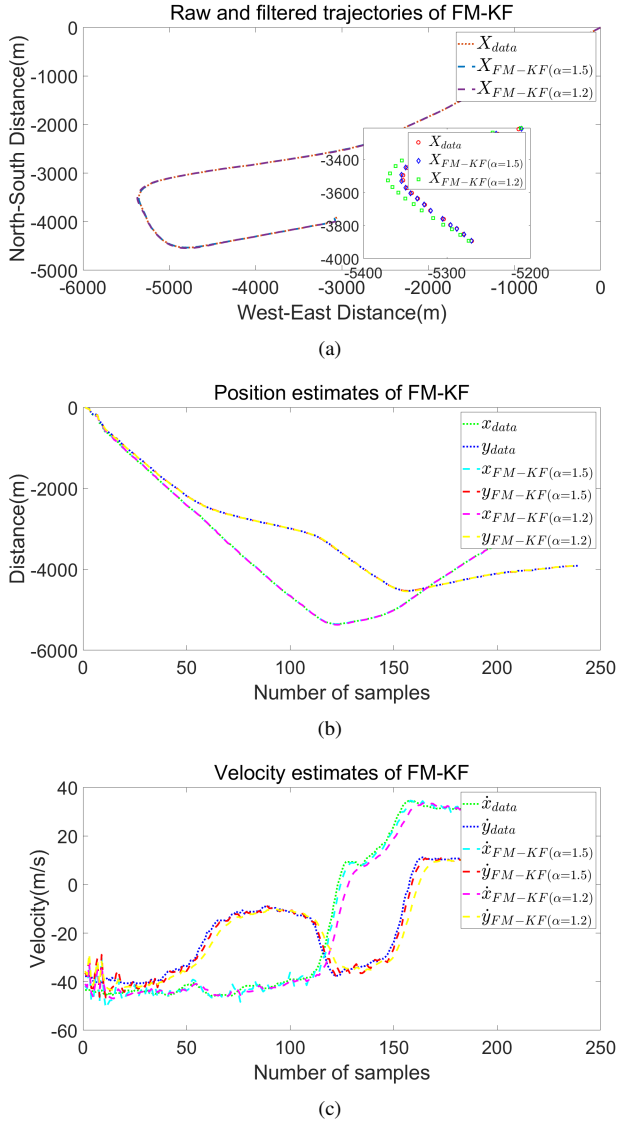 Raw and filtered trajectories of FM-KF
0
-1000
-2000
-3000
-4000
-5000
North-South Distance(m)
X_data
X_FM−KF(α=1.5)
X_FM−KF(α=1.2)
X_data
X_FM−KF(α=1.5)
X_FM−KF(α=1.2)
-3400
-3600
-3800
-4000
-5400 -5300 -5200
-6000 -5000 -4000 -3000 -2000 -1000 0
West-East Distance(m)
(a)
Position estimates of FM-KF
0
-2000
-4000
-6000
Distance(m)
x_data
y_data
x_FM−KF(α=1.5)
y_FM−KF(α=1.5)
x_FM−KF(α=1.2)
y_FM−KF(α=1.2)
0 50 100 150 200 250
Number of samples
(b)
Velocity estimates of FM-KF
40
20
0
-20
-40
-60
Velocity(m/s)
ẋ_data
ẏ_data
ẋ_FM−KF(α=1.5)
ẏ_FM−KF(α=1.5)
ẋ_FM−KF(α=1.2)
ẏ_FM−KF(α=1.2)
0 50 100 150 200 250
Number of samples
(c)